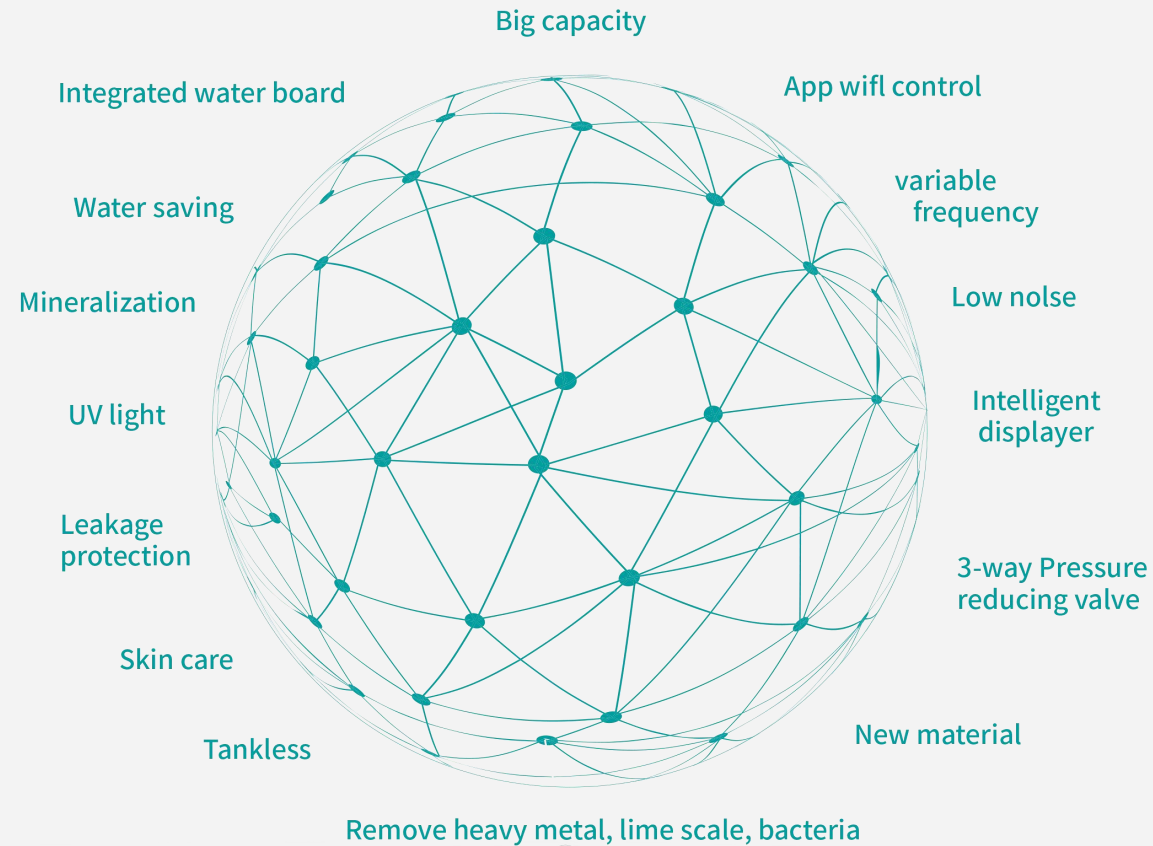 Big capacity
Integrated water board
App wifl control
variable
frequency
Water saving
Mineralization
Low nolse
UV light
Intelligent
displayer
Leakage
protection
3-way Pressure
reducing valve
Skin care
Tankless
New material
Remove heavy metal, lime scale, bacteria